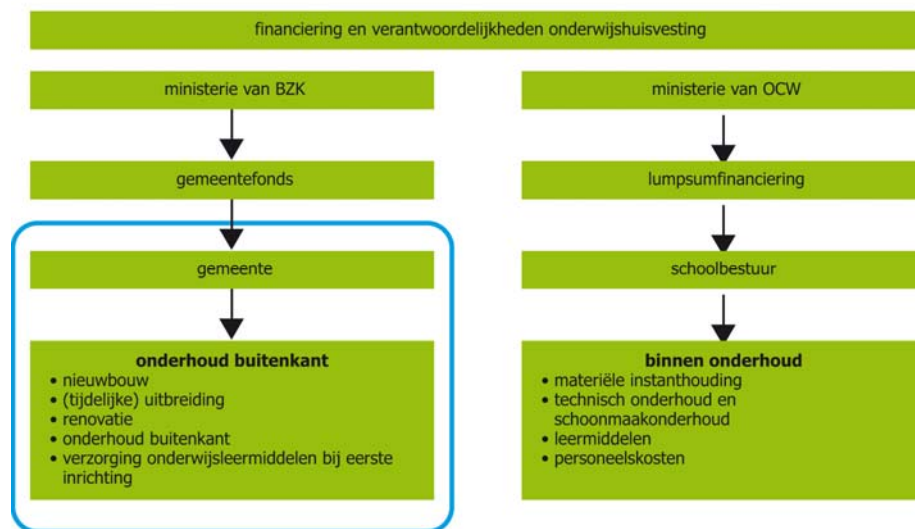 financiering en verantwoordelijkheden onderwijshuisvesting
ministerie van BZK
gemeentefonds
gemeente
onderhoud buitenkant
• nieuwbouw
• (tijdelijke) uitbreiding
• renovatie
• onderhoud buitenkant
• verzorging onderwijsleermiddelen bij eerste
inrichting
ministerie van OCW
lumpsumfinanciering
schoolbestuur
binnen onderhoud
• materiële instanthouding
• technisch onderhoud en
schoonmaakonderhoud
• leermiddelen
• personeelskosten